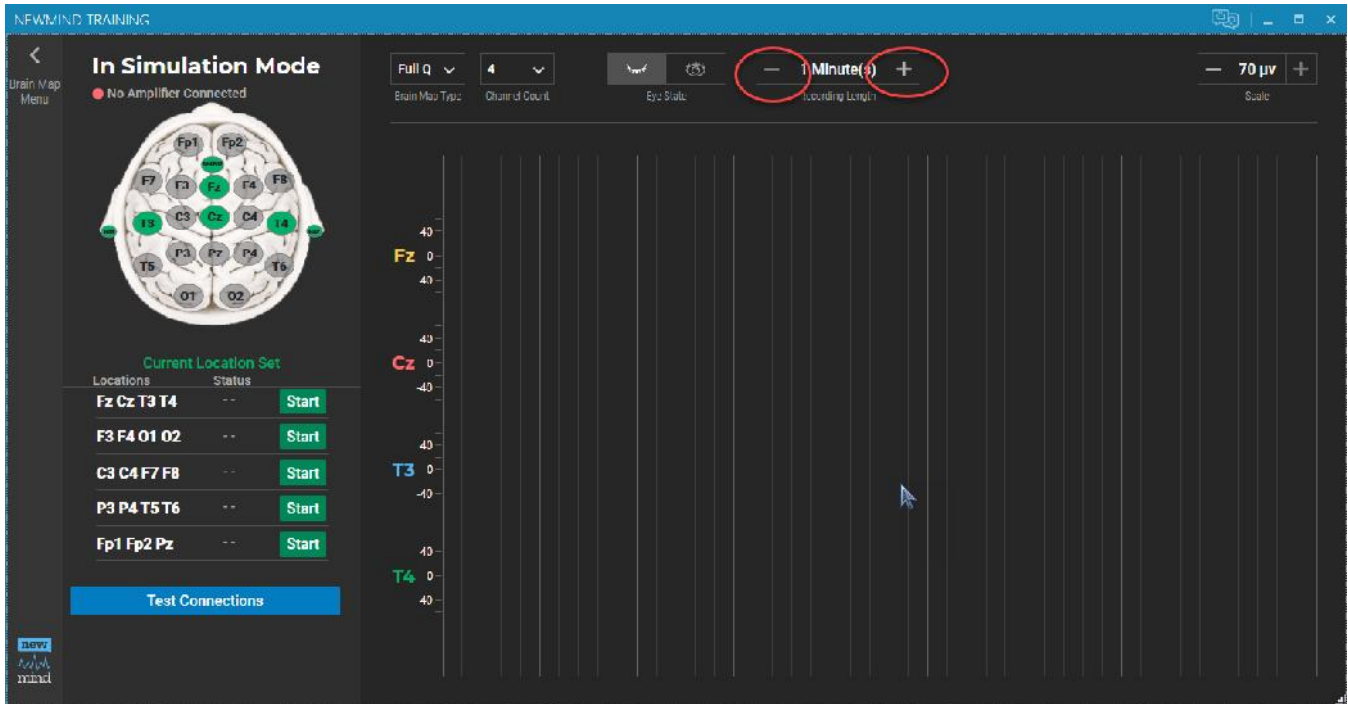 NEWMIND TRAINING
Brain Map
Menu
In Simulation Mode
No Amplifier Connected
Fp1 Fp2
F7 F3 Fz F4 F8
T3 C3 Cz C4 T4
T5 P3 Pz P4 T6
O1 O2
Current Location Set
Locations Status
Fz Cz T3 T4 -- Start
F3 F4 O1 O2 -- Start
C3 C4 F7 F8 -- Start
P3 P4 T5 T6 -- Start
Fp1 Fp2 Pz -- Start
Test Connections
new
mind
Full Q 4 — 1 Minute(s) + — 70 µv +
Brain Map Type Channel Count Eye State Recording Length Scale
40
Fz 0
40
40
Cz 0
-40
40
T3 0
-40
40
T4 0
40